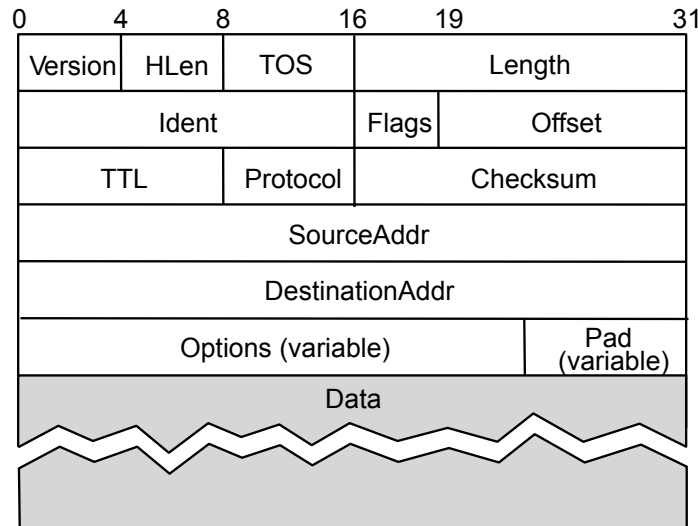 0 4 8 16 19 31
Version HLen TOS Length
Ident Flags Offset
TTL Protocol Checksum
SourceAddr
DestinationAddr
Options (variable) Pad
(variable)
Data